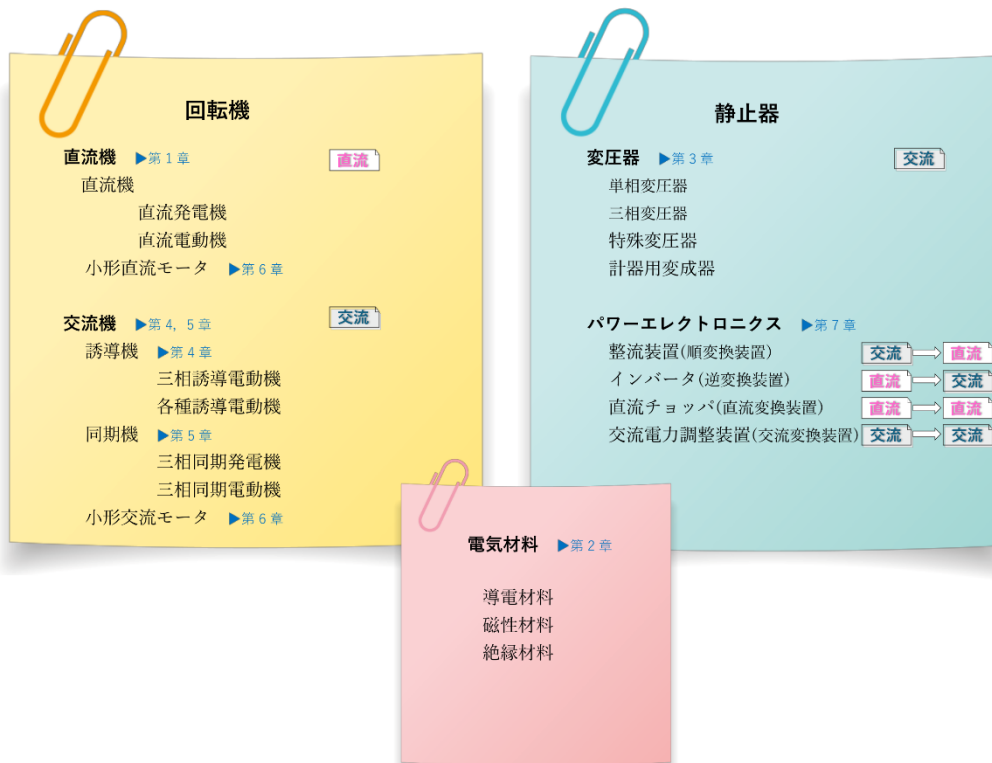 回転機
直流機 ▶第1章 直流
直流機
直流発電機
直流電動機
小形直流モータ ▶第6章
交流機 ▶第4, 5章 交流
誘導機 ▶第4章
三相誘導電動機
各種誘導電動機
同期機 ▶第5章
三相同期発電機
三相同期電動機
小形交流モータ ▶第6章
静止器
変圧器 ▶第3章 交流
単相変圧器
三相変圧器
特殊変圧器
計器用変成器
パワーエレクトロニクス ▶第7章
整流装置(順変換装置) 交流 ⇒ 直流
インバータ(逆変換装置) 直流 ⇒ 交流
直流チョッパ(直流変換装置) 直流 ⇒ 直流
交流電力調整装置(交流変換装置) 交流 ⇒ 交流
電気材料 ▶第2章
導電材料
磁性材料
絶縁材料